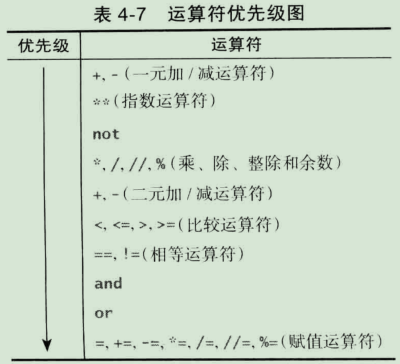 表 4-7 运算符优先级图
优先级 运算符
+, -(一元加/减运算符)
**(指数运算符)
not
*, /, //, %(乘、除、整除和余数)
+, -(二元加/减运算符)
<, <=, >, >=(比较运算符)
==, !=(相等运算符)
and
or
=, +=, -=, *=, /=, //=, %=(赋值运算符)